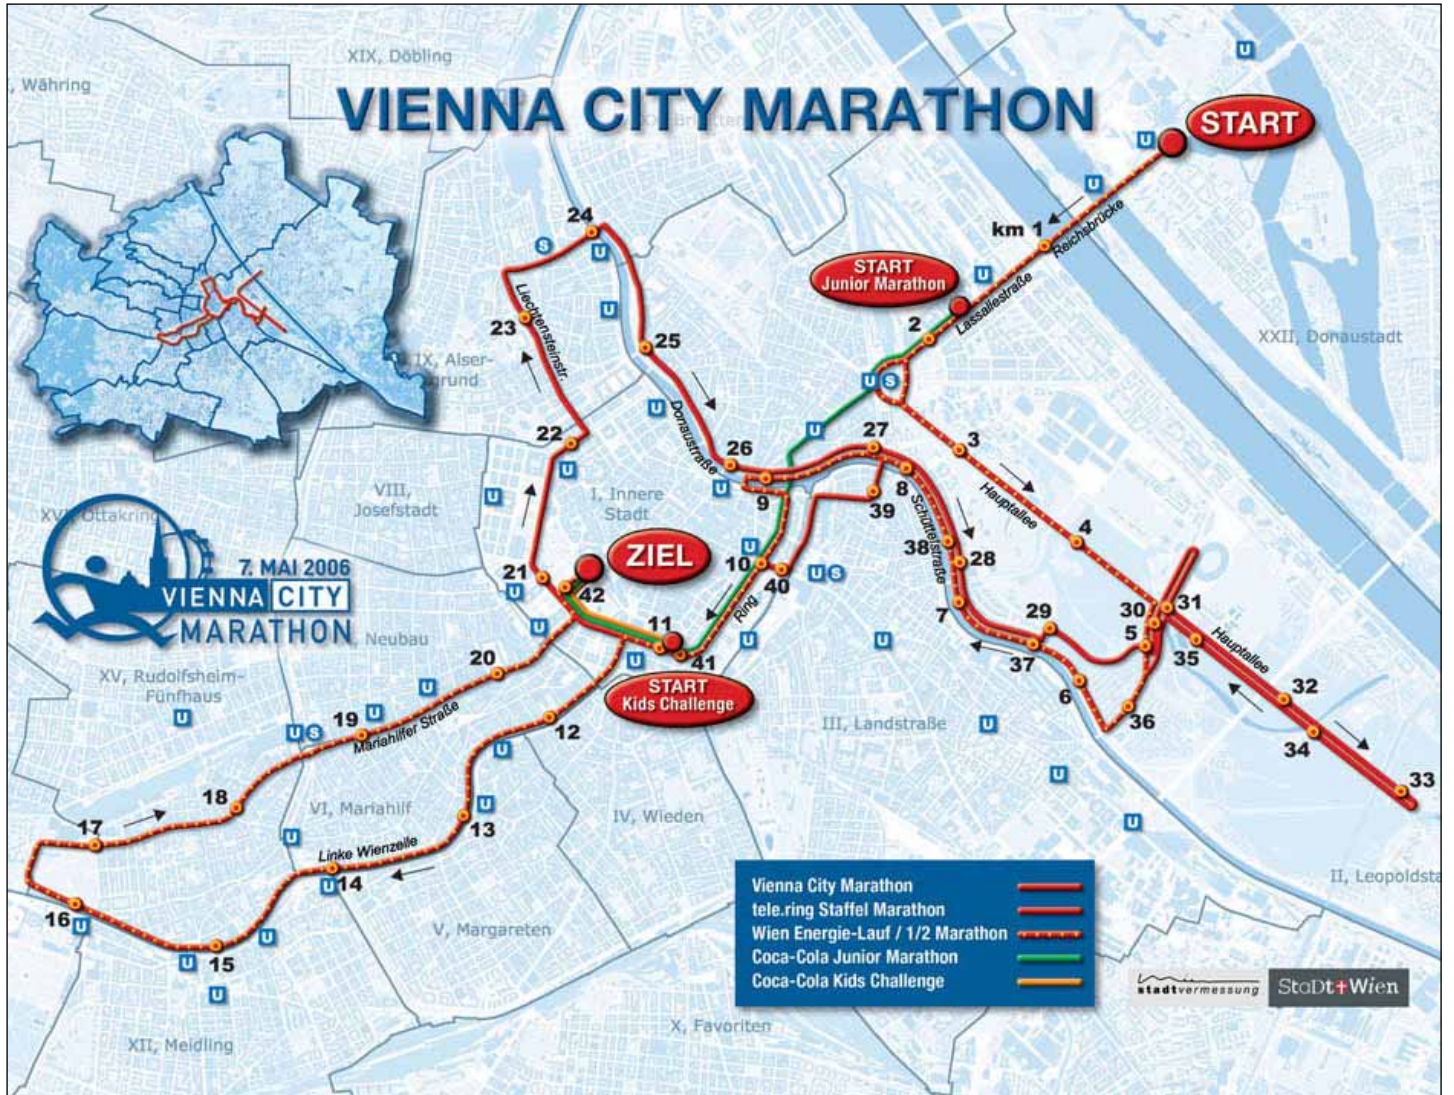 XIX, Döbling
, Währing
VIENNA CITY MARATHON
START
U
U
U
km 1
Reichsbrücke
24
S
U
START
Junior Marathon
U
Lassallestraße
2
XXII, Donaustadt
23
Liechtensteinstr.
U
25
IX, Alser-
grund
U
S
U
Donaustraße
22
U
U
27
3
26
U
9
8
Hauptallee
VIII,
Josefstadt
U
I, Innere
Stadt
39
4
Ottakring
7. MAI 2006
VIENNA CITY
MARATHON
ZIEL
U
10
40
U
S
38
Schüttelstraße
28
21
U
42
Ring
7
29
30
31
U
11
U
41
U
U
37
5
35
Hauptallee
Neubau
XV, Rudolfsheim-
Fünfhaus
20
START
Kids Challenge
6
32
36
34
U
U
19
U
Mariahilfer Straße
U
S
12
U
III, Landstraße
U
33
18
VI, Mariahilf
U
13
IV, Wieden
U
U
17
U
Linke Wienzeile
14
U
16
U
15
U
U
U
V, Margareten
II, Leopoldsta
Vienna City Marathon
tele.ring Staffel Marathon
Wien Energie-Lauf / 1/2 Marathon
Coca-Cola Junior Marathon
Coca-Cola Kids Challenge
stadtvermessung
StaDt Wien
X, Favoriten
XII, Meidling